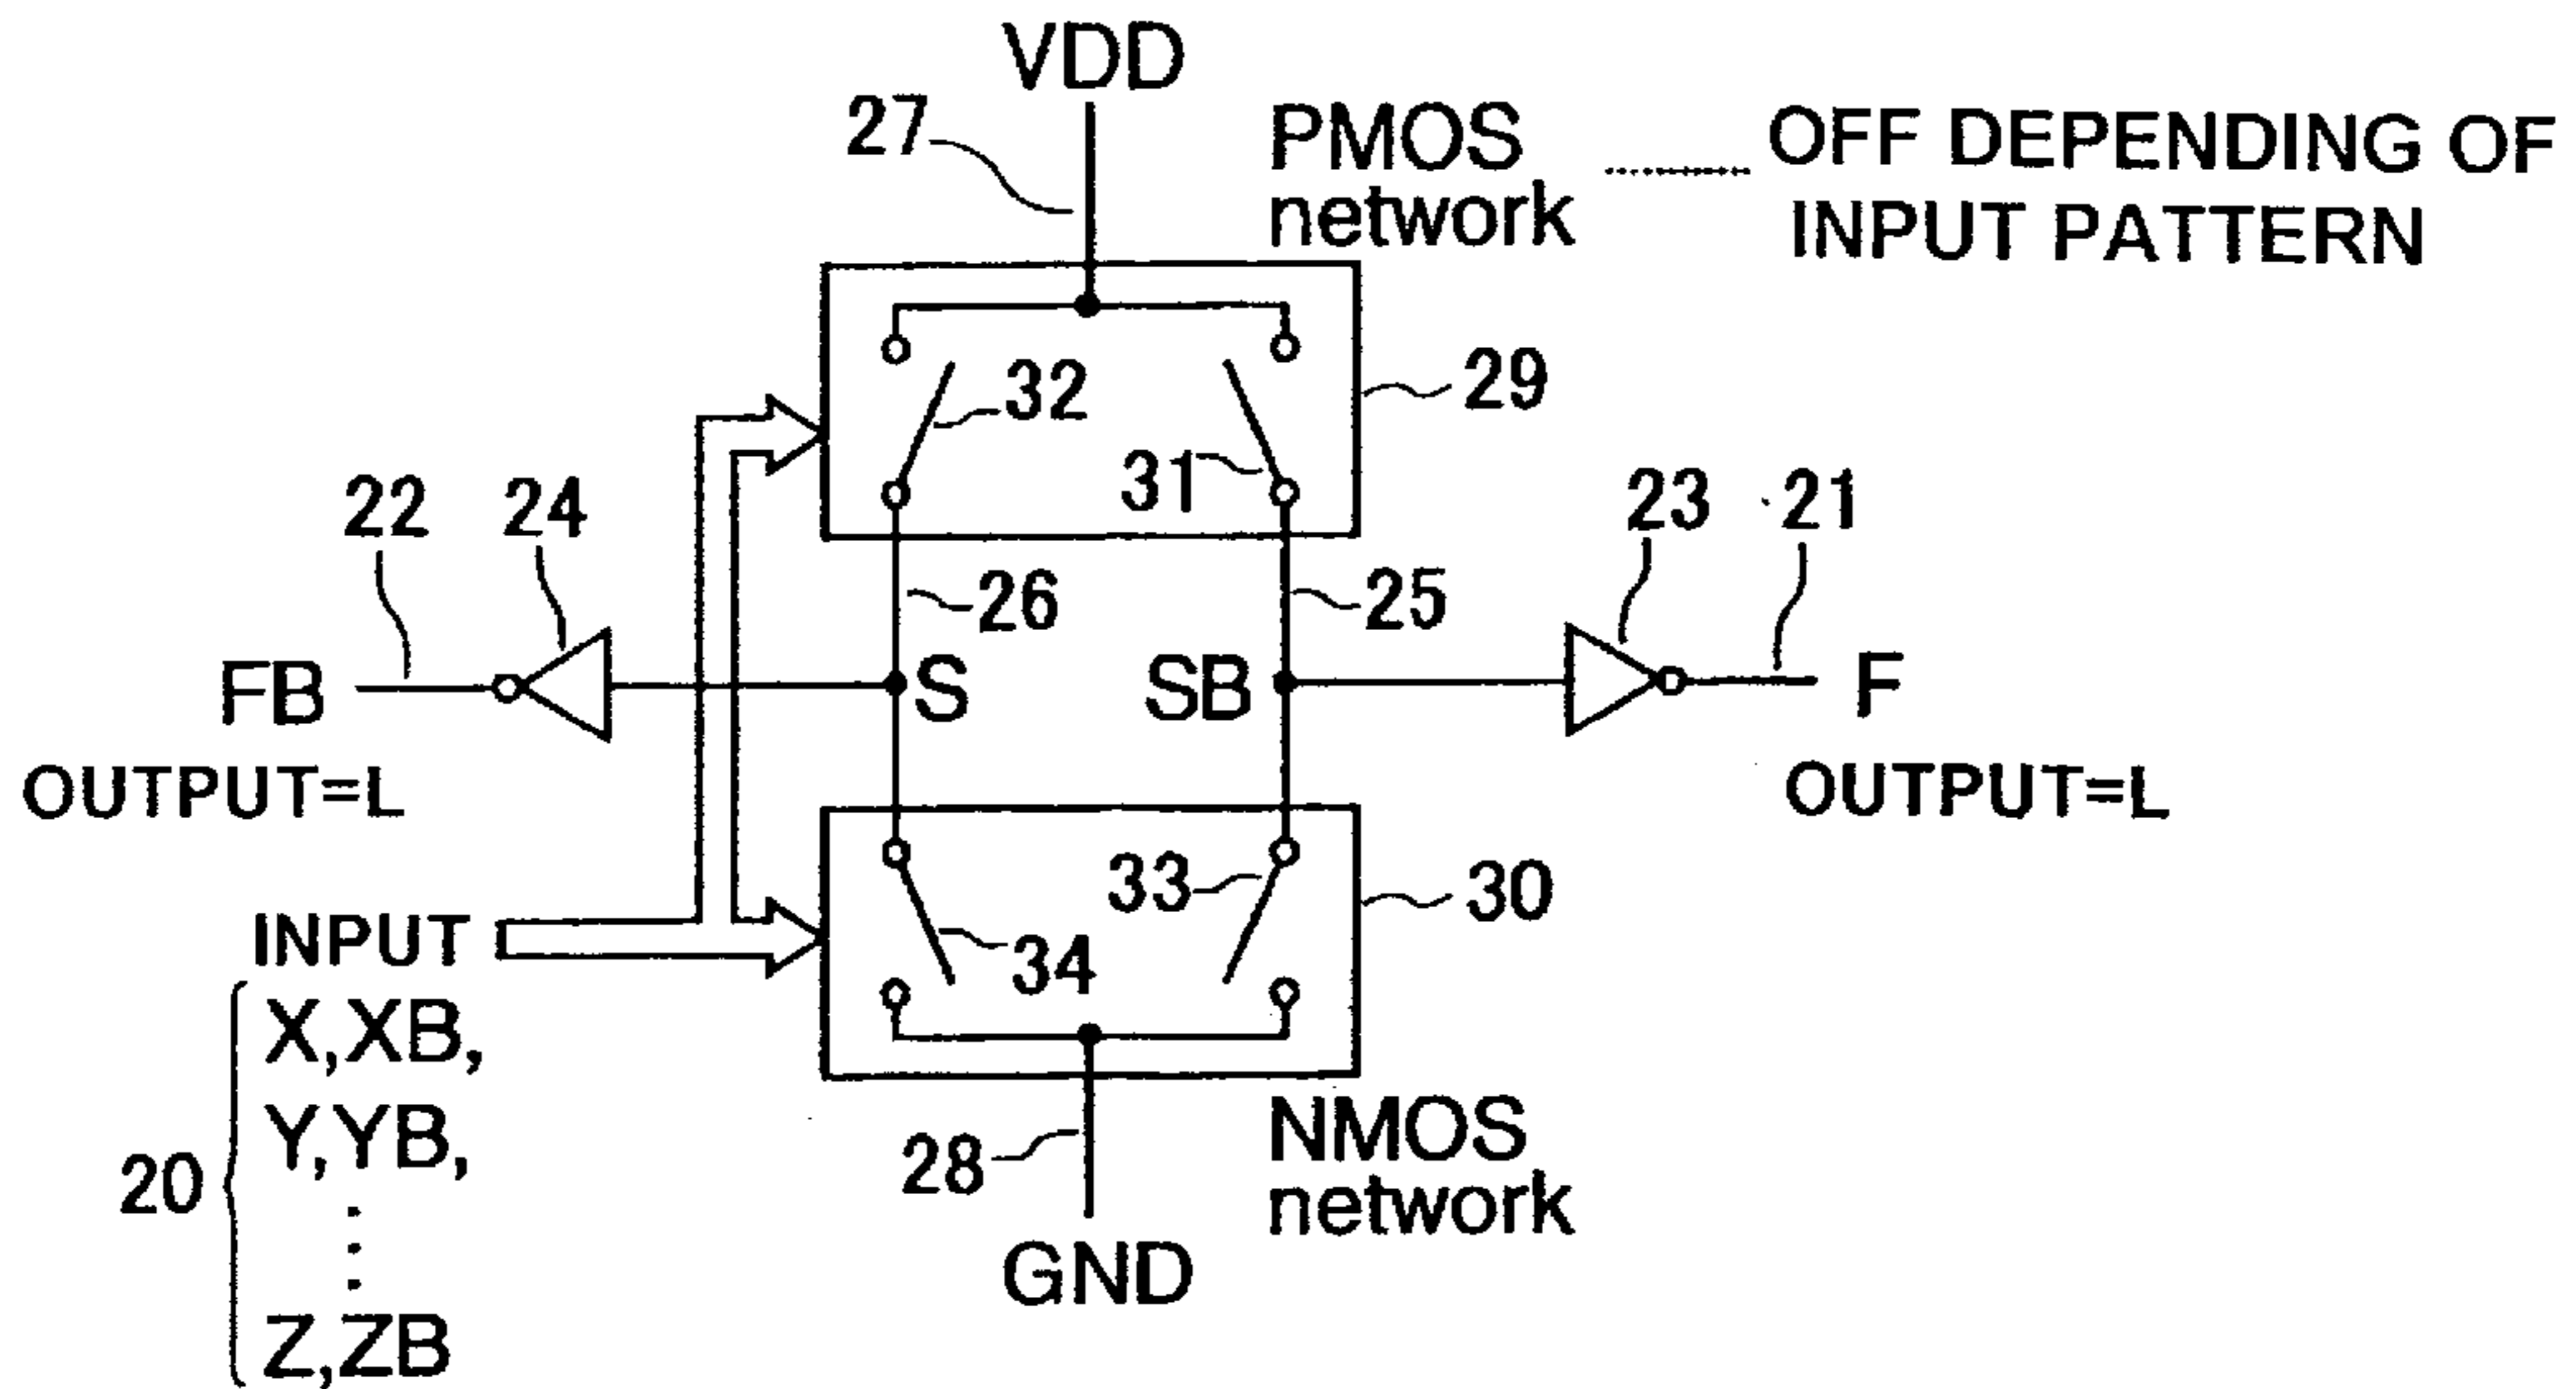 VDD
27
PMOS
network
OFF DEPENDING OF
INPUT PATTERN
32
29
31
22
24
23
21
26
25
FB
S
SB
F
OUTPUT=L
OUTPUT=L
33
30
INPUT
34
X,XB,
Y,YB,
20
28
NMOS
network
GND
Z,ZB